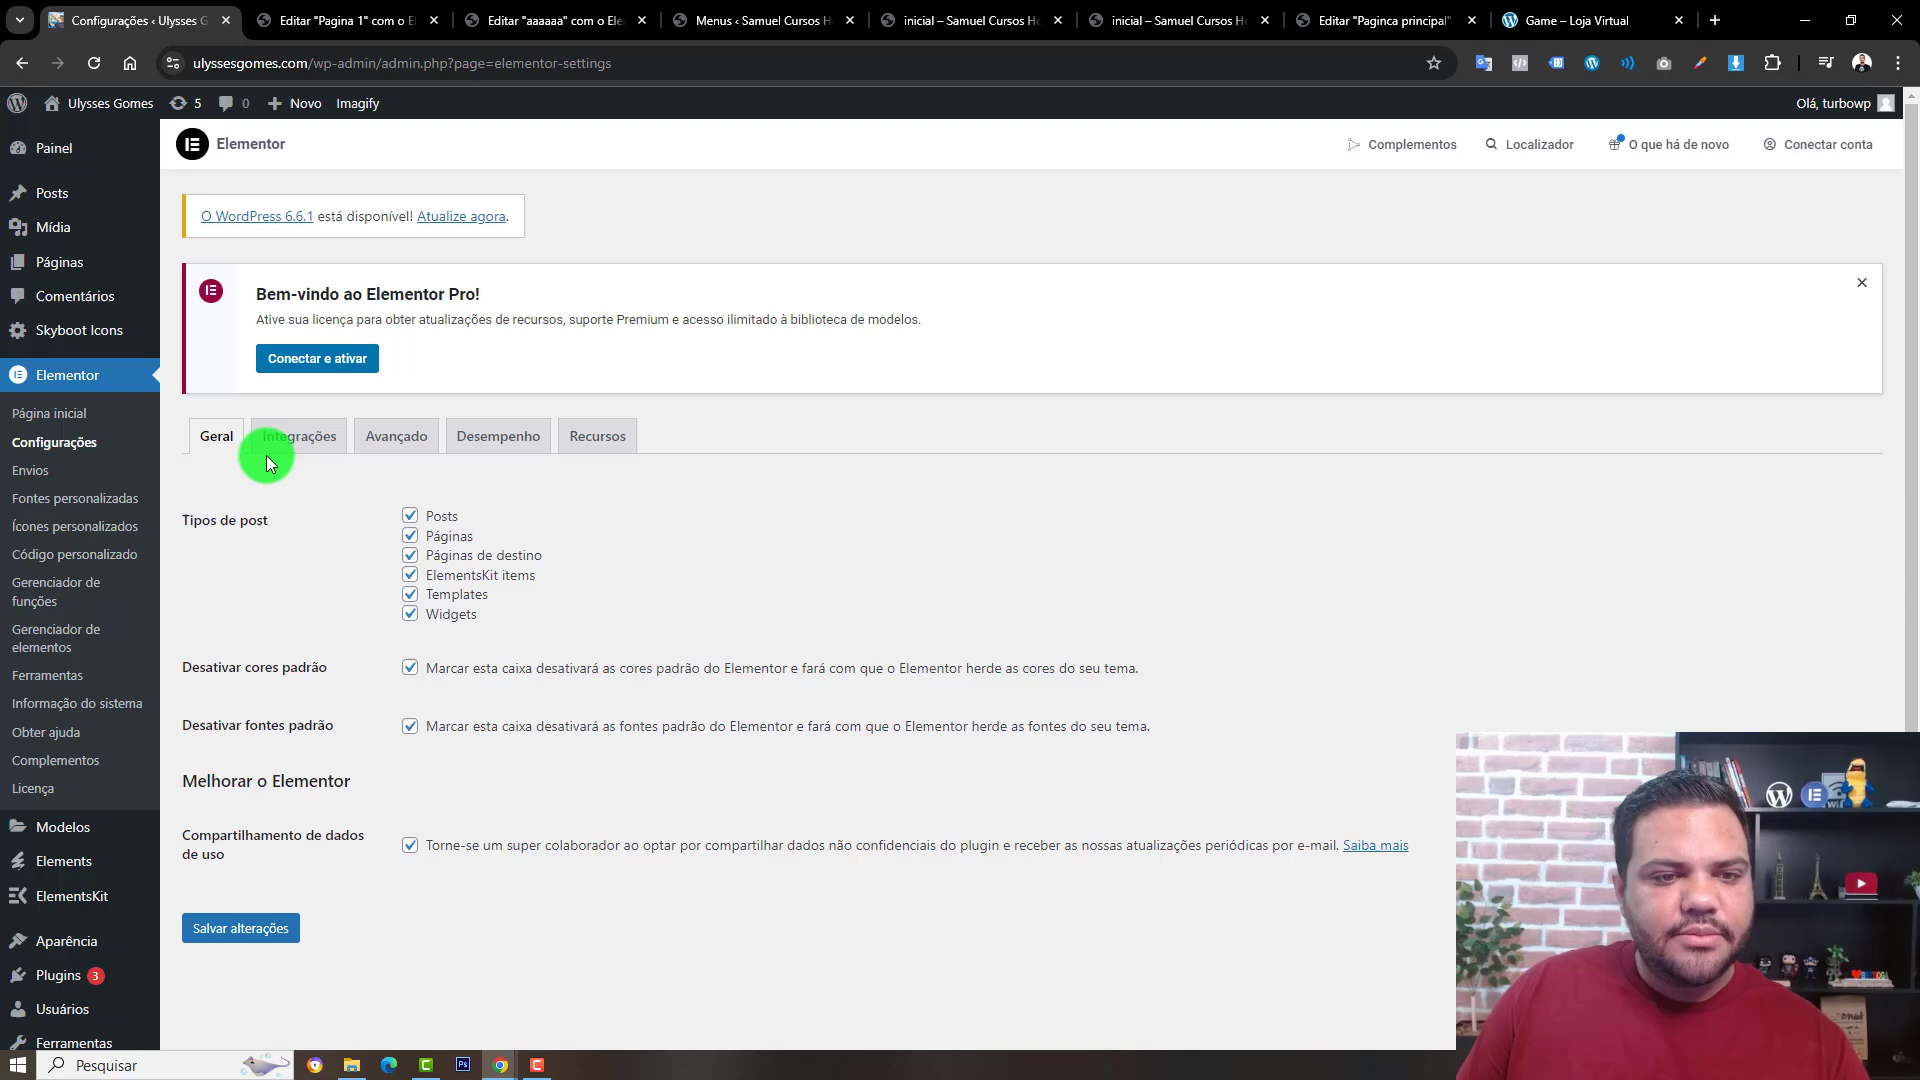 Configurações ‹ Ulysses G
Editar "Pagina 1" com o E
Editar "aaaaaa" com o Ele
Menus ‹ Samuel Cursos H
inicial – Samuel Cursos Ho
inicial – Samuel Cursos Ho
Editar "Paginca principal"
Game – Loja Virtual
ulyssesgomes.com/wp-admin/admin.php?page=elementor-settings
Ulysses Gomes
5
0
Novo
Imagify
Olá, turbowp
Painel
Posts
Mídia
Páginas
Comentários
Skyboot Icons
Elementor
Página inicial
Configurações
Envios
Fontes personalizadas
Ícones personalizados
Código personalizado
Gerenciador de
funções
Gerenciador de
elementos
Ferramentas
Informação do sistema
Obter ajuda
Complementos
Licença
Modelos
Elements
ElementsKit
Aparência
Plugins 3
Usuários
Ferramentas
Elementor
Complementos
Localizador
O que há de novo
Conectar conta
O WordPress 6.6.1 está disponível! Atualize agora.
Bem-vindo ao Elementor Pro!
Ative sua licença para obter atualizações de recursos, suporte Premium e acesso ilimitado à biblioteca de modelos.
Conectar e ativar
Geral
Integrações
Avançado
Desempenho
Recursos
Tipos de post
Posts
Páginas
Páginas de destino
ElementsKit items
Templates
Widgets
Desativar cores padrão
Marcar esta caixa desativará as cores padrão do Elementor e fará com que o Elementor herde as cores do seu tema.
Desativar fontes padrão
Marcar esta caixa desativará as fontes padrão do Elementor e fará com que o Elementor herde as fontes do seu tema.
Melhorar o Elementor
Compartilhamento de dados
de uso
Torne-se um super colaborador ao optar por compartilhar dados não confidenciais do plugin e receber as nossas atualizações periódicas por e-mail. Saiba mais
Salvar alterações
Pesquisar